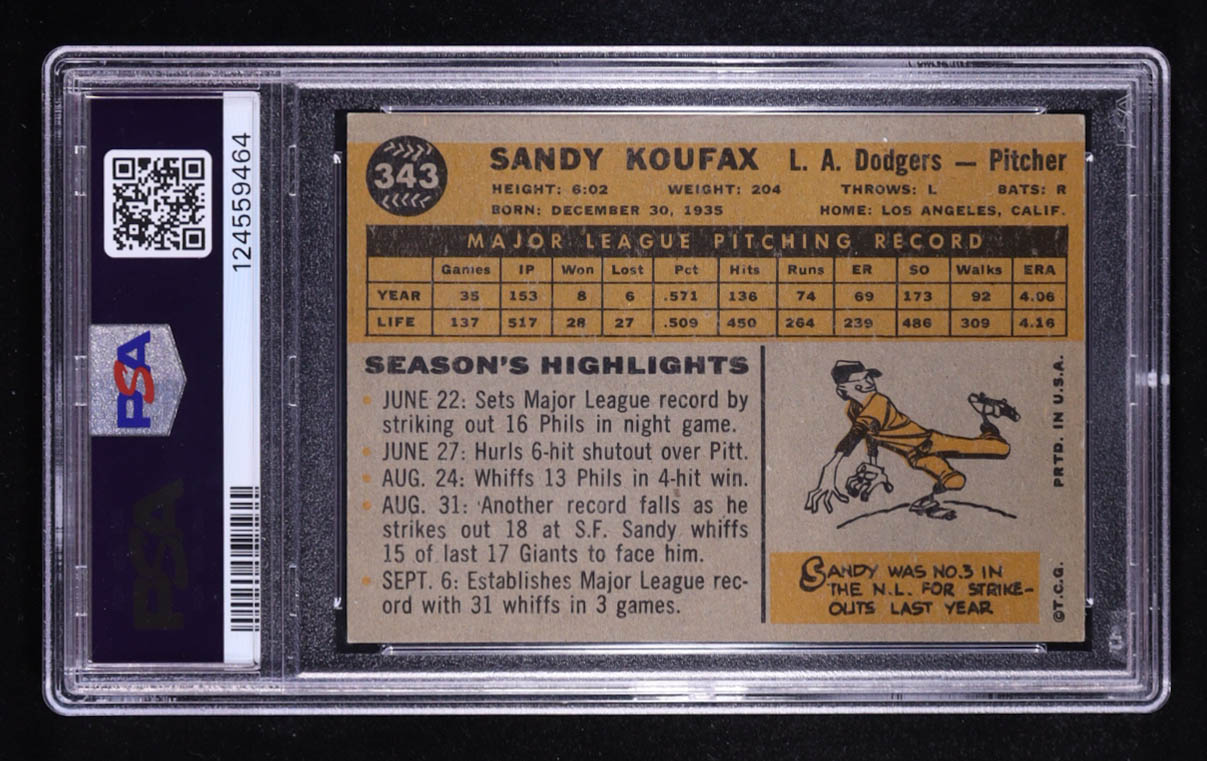 124559464
PSA
PSA
343
SANDY KOUFAX L. A. Dodgers — Pitcher
HEIGHT: 6:02 WEIGHT: 204 THROWS: L BATS: R
BORN: DECEMBER 30, 1935 HOME: LOS ANGELES, CALIF.
MAJOR LEAGUE PITCHING RECORD
Games IP Won Lost Pct Hits Runs ER SO Walks ERA
YEAR 35 153 8 6 .571 136 74 69 173 92 4.06
LIFE 137 517 28 27 .509 450 264 239 486 309 4.16
SEASON'S HIGHLIGHTS
• JUNE 22: Sets Major League record by
striking out 16 Phils in night game.
• JUNE 27: Hurls 6-hit shutout over Pitt.
• AUG. 24: Whiffs 13 Phils in 4-hit win.
• AUG. 31: Another record falls as he
strikes out 18 at S.F. Sandy whiffs
15 of last 17 Giants to face him.
• SEPT. 6: Establishes Major League rec-
ord with 31 whiffs in 3 games.
SANDY WAS NO.3 IN
THE N.L. FOR STRIKE-
OUTS LAST YEAR
©T.C.G. PRTD. IN U.S.A.